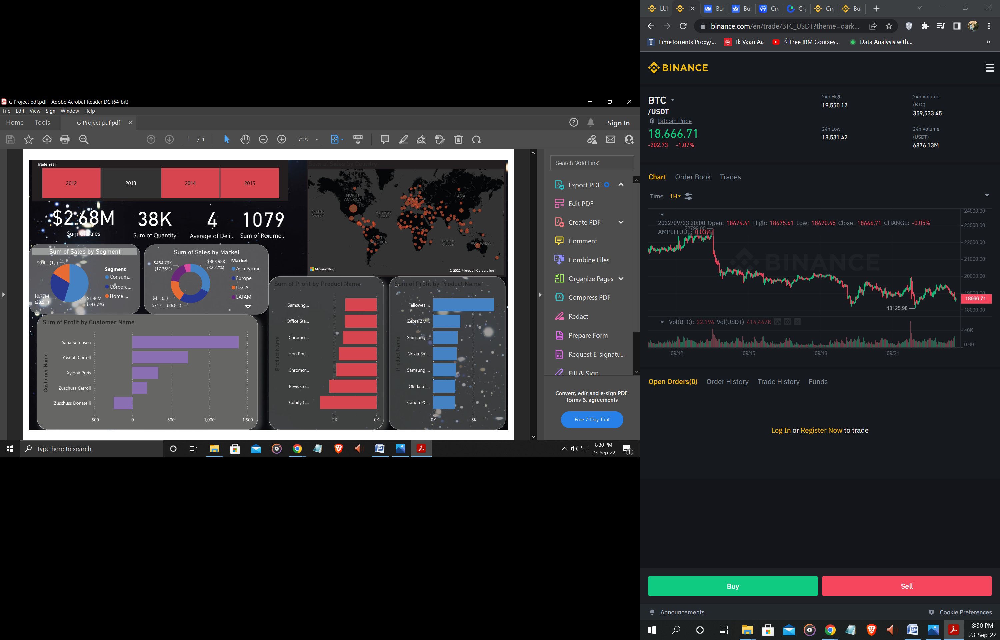 G Project pdf.pdf - Adobe Acrobat Reader DC (64-bit)
File Edit View Sign Window Help
Home Tools G Project pdf.pdf Sign In
1 / 1 75%
Trade Year
2012 2013 2014 2015
$2.68M 38K 4 1079
Sum of Sales Sum of Quantity Average of Deli... Sum of Returne...
Sum of Sales by Country
NORTH AMERICA
EUROPE
ASIA
Pacific Ocean
Atlantic Ocean
AFRICA
SOUTH AMERICA
Indian Ocean
AUSTRALIA
Microsoft Bing
© 2022 Microsoft Corporation
Sum of Sales by Segment
$0.4... (1...)
$0.77M (28.9...)
$1.46M (54.67%)
Segment
Consum...
Corpora...
Home ...
Sum of Sales by Market
$464.73K (17.36%)
$863.98K (32.27%)
$4... (...)
$717.... (26.8...)
Market
Asia Pacific
Europe
USCA
LATAM
Sum of Profit by Customer Name
Customer Name
Yana Sorensen
Yoseph Carroll
Xylona Preis
Zuschuss Carroll
Zuschuss Donatelli
-500 0 500 1,000 1,500
Sum of Profit by Product Name
Product Name
Samsung...
Office Sta...
Chromcr...
Hon Rou...
Chromcr...
Bevis Co...
Cubify C...
-2K 0K
Sum of Profit by Product Name
Product Name
Fellowes ...
Zebra ZM...
Samsung ...
Nokia Sm...
Samsung ...
Okidata I...
Canon PC...
0K 5K
Search 'Add Link'
Export PDF
Edit PDF
Create PDF
Comment
Combine Files
Organize Pages
Compress PDF
Redact
Prepare Form
Request E-signatu...
Fill & Sign
Convert, edit and e-sign PDF
forms & agreements
Free 7-Day Trial
Type here to search
8:30 PM
23-Sep-22
1
LU Bu Bu Cry Cry Cry Bu
binance.com/en/trade/BTC_USDT?theme=dark...
LimeTorrents Proxy/... Ik Vaari Aa ये Free IBM Courses... Data Analysis with... »
BINANCE
BTC
/USDT
Bitcoin Price
18,666.71
-202.73 -1.07%
24h High
19,550.17
24h Low
18,531.42
24h Volume
(BTC)
359,533.45
24h Volume
(USDT)
6876.13M
Chart Order Book Trades
Time 1H
2022/09/23 20:00 Open: 18674.41 High: 18675.61 Low: 18670.45 Close: 18666.71 CHANGE: -0.05%
AMPLITUDE: 0.03%
22799.00
BINANCE
18125.98
24000.00
23000.00
22000.00
21000.00
20000.00
19000.00
18666.71
18000.00
Vol(BTC): 22.196 Vol(USDT) 414.447K
40K
0.00
09/12 09/15 09/18 09/21
Open Orders(0) Order History Trade History Funds
Log In or Register Now to trade
Buy Sell
Announcements Cookie Preferences
8:30 PM
23-Sep-22